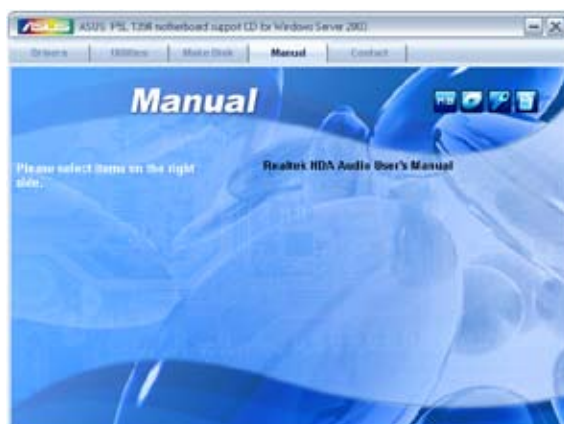 ASUS P5L 1394 motherboard support CD for Windows Server 2003
Drivers Utilities Make Disk Manual Contact
Manual
Please select items on the right side.
Realtek HDA Audio User's Manual